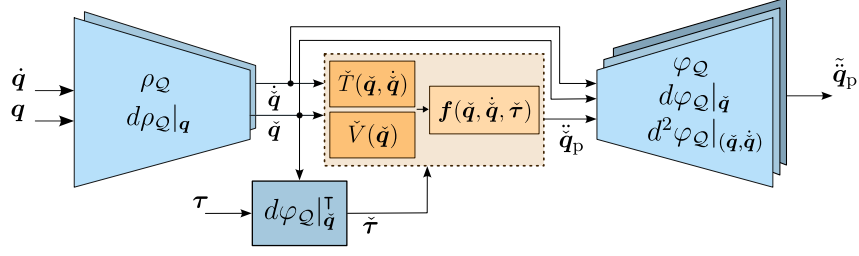 q̇
q
ρ_𝒬
dρ_𝒬|_q
q̌̇
q̌
Ť(q̌, q̌̇)
V̌(q̌)
f(q̌, q̌̇, τ̌)
q̌̈_p
φ_𝒬
dφ_𝒬|_q̌
d²φ_𝒬|_(q̌,q̌̇)
q̈̃_p
τ
dφ_𝒬|_q̌^⊤
τ̌